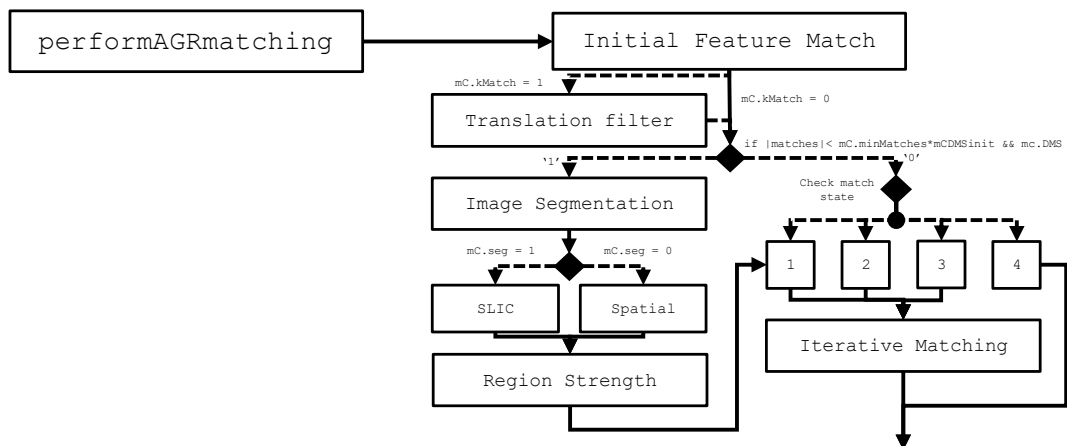 performAGRmatching
Initial Feature Match
mC.kMatch = 1
mC.kMatch = 0
Translation filter
if |matches|< mC.minMatches*mCDMSinit && mc.DMS
‘1’
‘0’
Check match
state
Image Segmentation
mC.seg = 1
mC.seg = 0
1
2
3
4
SLIC
Spatial
Iterative Matching
Region Strength